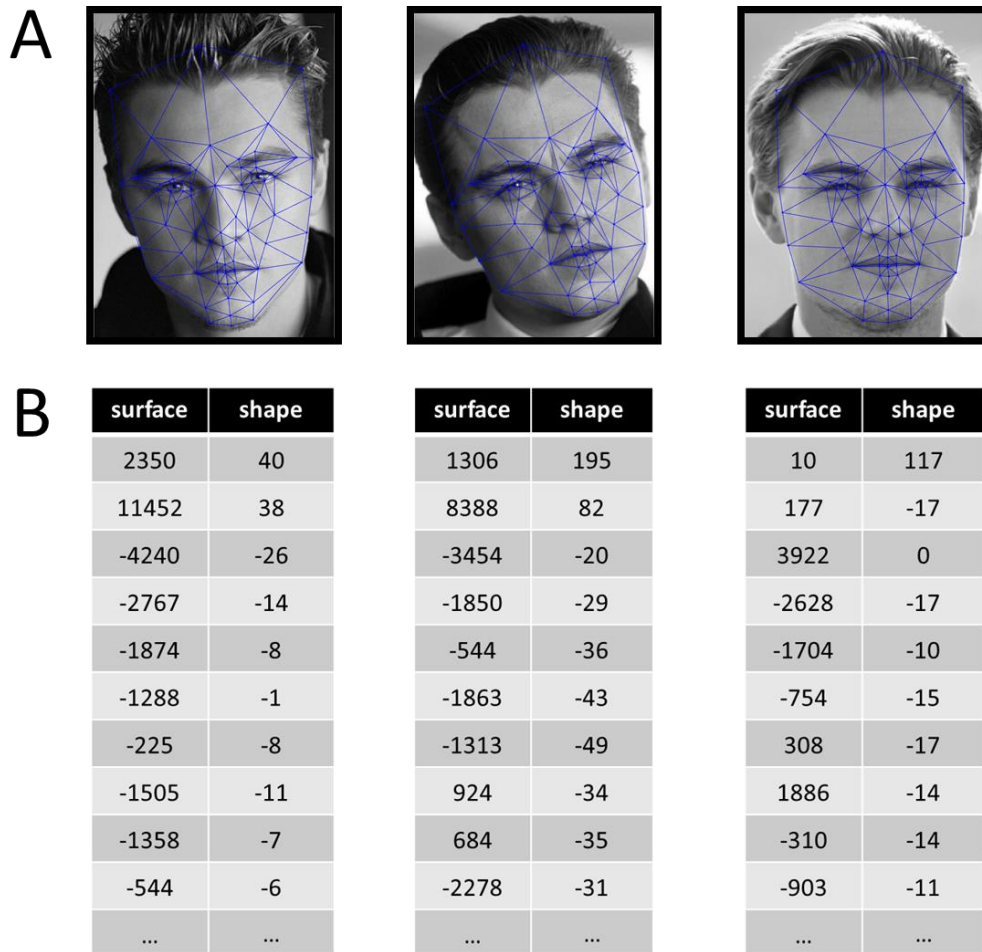 A
B
surface shape surface shape surface shape
2350 40 1306 195 10 117
11452 38 8388 82 177 -17
-4240 -26 -3454 -20 3922 0
-2767 -14 -1850 -29 -2628 -17
-1874 -8 -544 -36 -1704 -10
-1288 -1 -1863 -43 -754 -15
-225 -8 -1313 -49 308 -17
-1505 -11 924 -34 1886 -14
-1358 -7 684 -35 -310 -14
-544 -6 -2278 -31 -903 -11
... ... ... ... ... ...